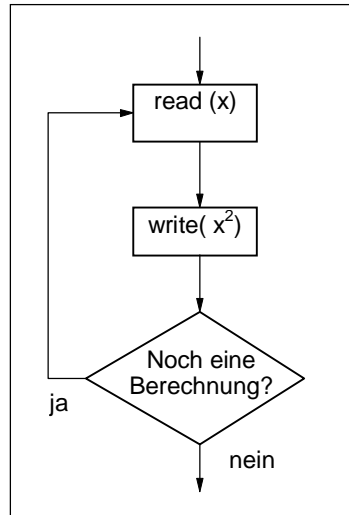 read (x)
write( x²)
Noch eine
Berechnung?
ja
nein